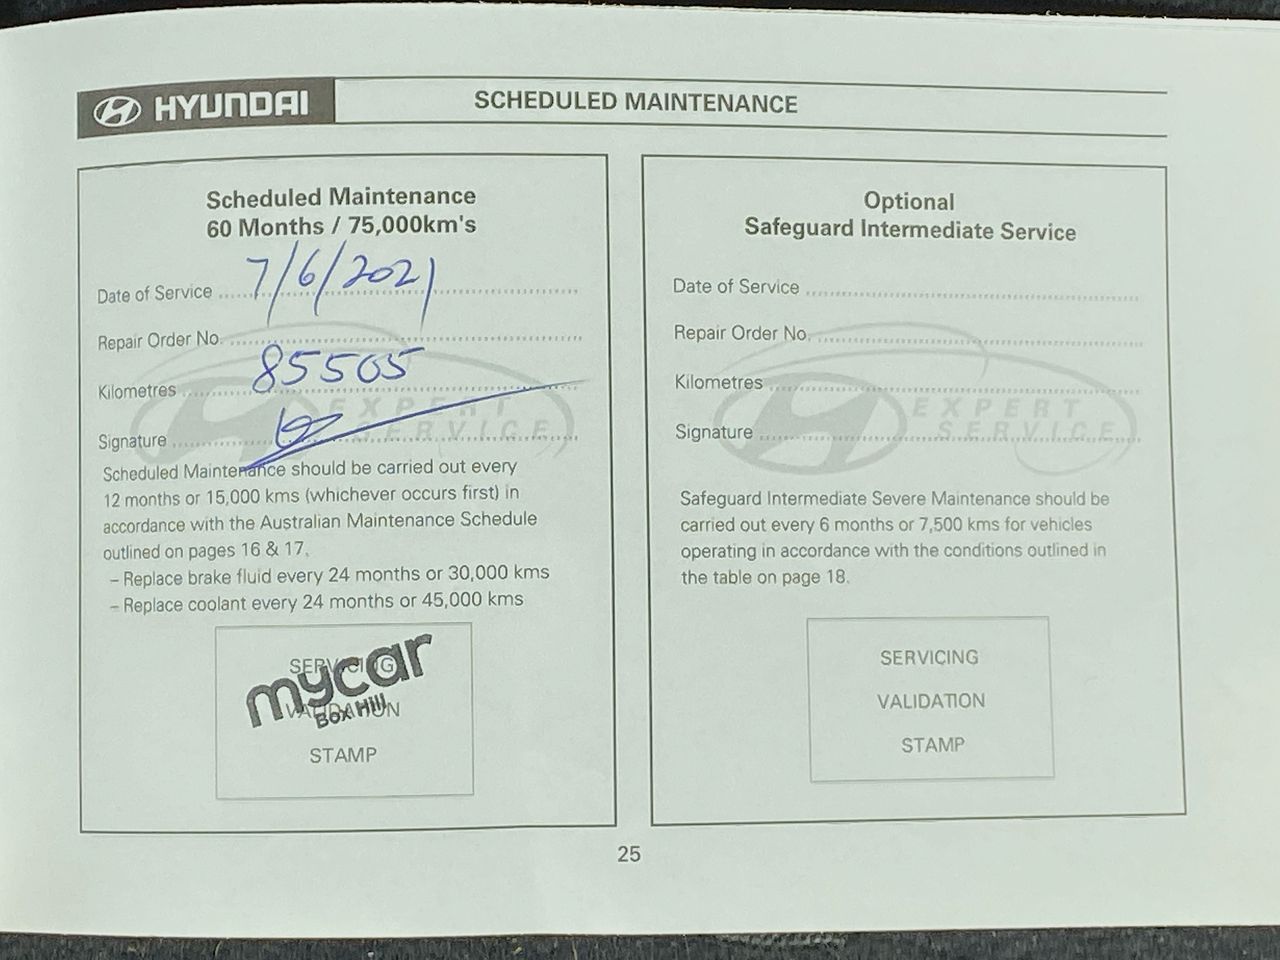 HYUNDAI
SCHEDULED MAINTENANCE
Scheduled Maintenance
60 Months / 75,000km's
Date of Service 7/6/2021
Repair Order No.
Kilometres 85505
Signature
EXPERT
SERVICE
Scheduled Maintenance should be carried out every
12 months or 15,000 kms (whichever occurs first) in
accordance with the Australian Maintenance Schedule
outlined on pages 16 & 17.
– Replace brake fluid every 24 months or 30,000 kms
– Replace coolant every 24 months or 45,000 kms
SERVICING
VALIDATION
STAMP
mycar
Box Hill
Optional
Safeguard Intermediate Service
Date of Service
Repair Order No.
Kilometres
Signature
EXPERT
SERVICE
Safeguard Intermediate Severe Maintenance should be
carried out every 6 months or 7,500 kms for vehicles
operating in accordance with the conditions outlined in
the table on page 18.
SERVICING
VALIDATION
STAMP
25